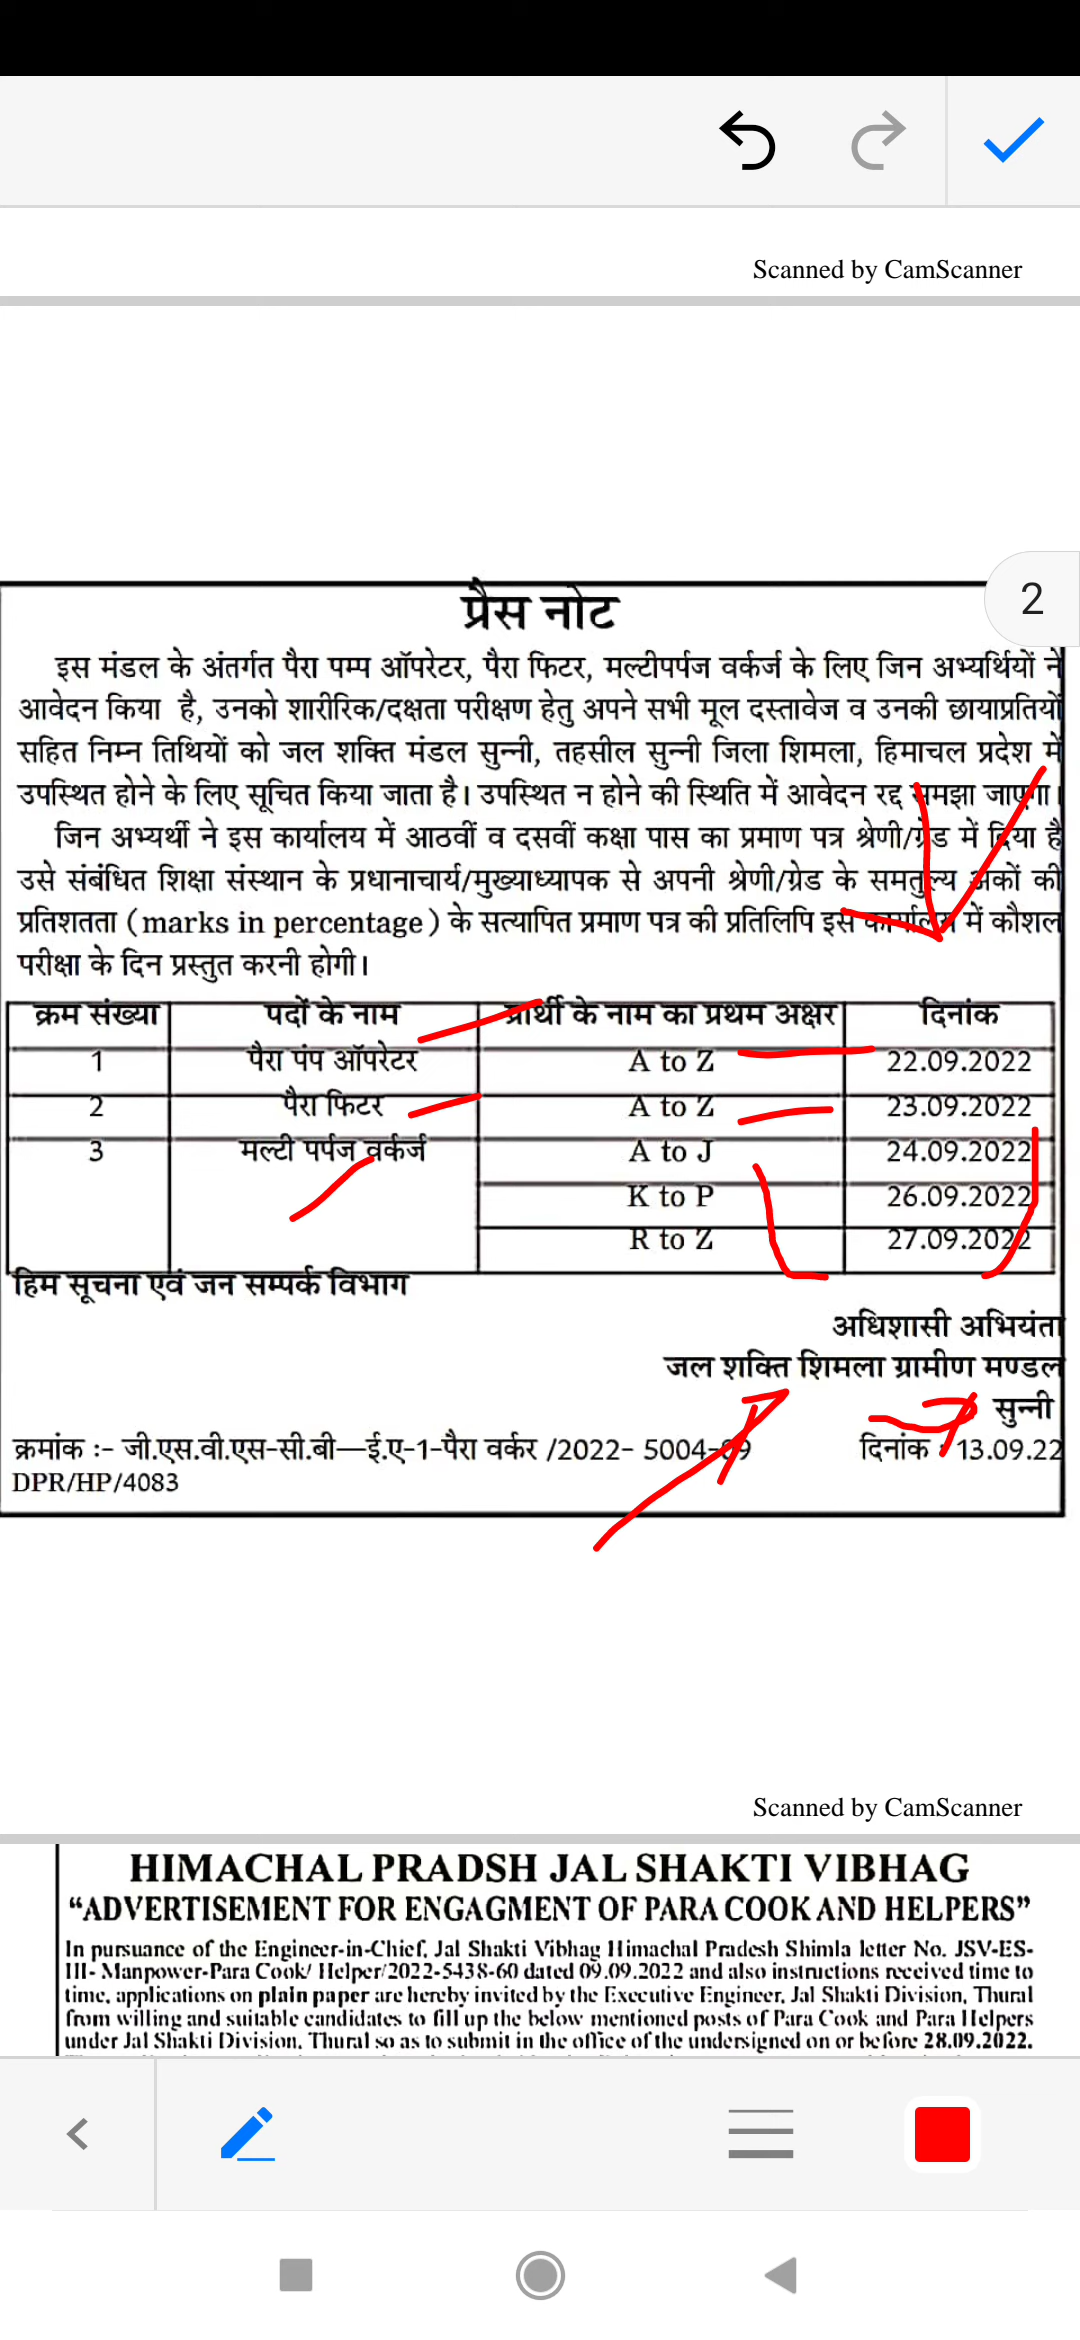 Scanned by CamScanner
2
प्रैस नोट
इस मंडल के अंतर्गत पैरा पम्प ऑपरेटर, पैरा फिटर, मल्टीपर्पज वर्कर्ज के लिए जिन अभ्यर्थियों ने
आवेदन किया है, उनको शारीरिक/दक्षता परीक्षण हेतु अपने सभी मूल दस्तावेज व उनकी छायाप्रतियों
सहित निम्न तिथियों को जल शक्ति मंडल सुन्नी, तहसील सुन्नी जिला शिमला, हिमाचल प्रदेश में
उपस्थित होने के लिए सूचित किया जाता है। उपस्थित न होने की स्थिति में आवेदन रद्द समझा जाएगा।
जिन अभ्यर्थी ने इस कार्यालय में आठवीं व दसवीं कक्षा पास का प्रमाण पत्र श्रेणी/ग्रेड में दिया है
उसे संबंधित शिक्षा संस्थान के प्रधानाचार्य/मुख्याध्यापक से अपनी श्रेणी/ग्रेड के समतुल्य अंकों की
प्रतिशतता (marks in percentage) के सत्यापित प्रमाण पत्र की प्रतिलिपि इस कार्यालय में कौशल
परीक्षा के दिन प्रस्तुत करनी होगी।
क्रम संख्या पदों के नाम प्रार्थी के नाम का प्रथम अक्षर दिनांक
1 पैरा पंप ऑपरेटर A to Z 22.09.2022
2 पैरा फिटर A to Z 23.09.2022
3 मल्टी पर्पज वर्कर्ज A to J 24.09.2022
K to P 26.09.2022
R to Z 27.09.2022
हिम सूचना एवं जन सम्पर्क विभाग
अधिशासी अभियंता
जल शक्ति शिमला ग्रामीण मण्डल
सुन्नी
क्रमांक :- जी.एस.वी.एस-सी.बी—ई.ए-1-पैरा वर्कर /2022- 5004-89 दिनांक : 13.09.22
DPR/HP/4083
Scanned by CamScanner
HIMACHAL PRADSH JAL SHAKTI VIBHAG
“ADVERTISEMENT FOR ENGAGMENT OF PARA COOK AND HELPERS”
In pursuance of the Engineer-in-Chief, Jal Shakti Vibhag Himachal Pradesh Shimla letter No. JSV-ES-
III- Manpower-Para Cook/ Helper/2022-5438-60 dated 09.09.2022 and also instructions received time to
time, applications on plain paper are hereby invited by the Executive Engineer, Jal Shakti Division, Thural
from willing and suitable candidates to fill up the below mentioned posts of Para Cook and Para Helpers
under Jal Shakti Division, Thural so as to submit in the office of the undersigned on or before 28.09.2022.